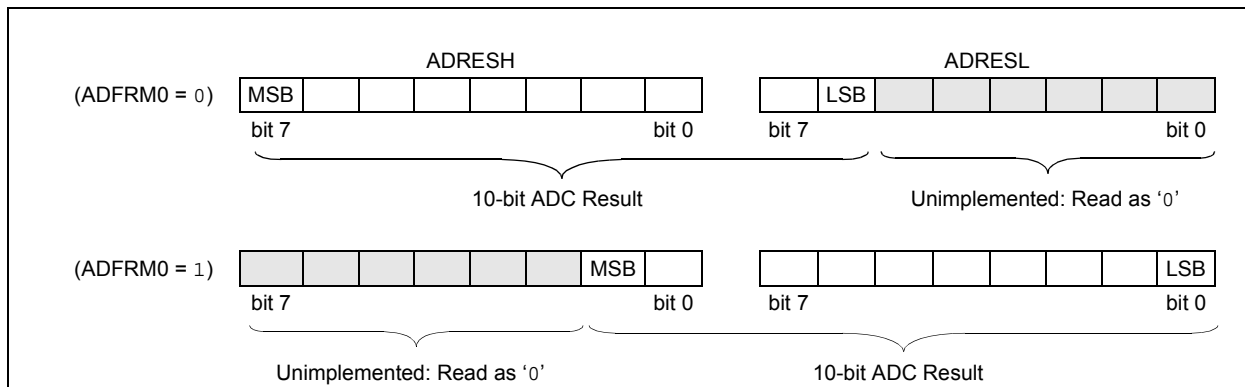 ADRESH ADRESL
(ADFRM0 = 0) MSB LSB
bit 7 bit 0 bit 7 bit 0
10-bit ADC Result Unimplemented: Read as ‘0’
(ADFRM0 = 1) MSB LSB
bit 7 bit 0 bit 7 bit 0
Unimplemented: Read as ‘0’ 10-bit ADC Result